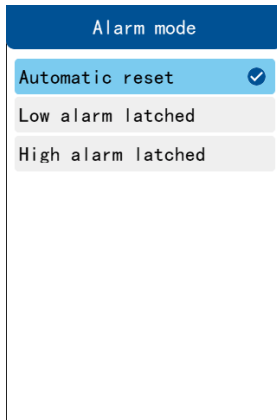 Alarm mode
Automatic reset
Low alarm latched
High alarm latched